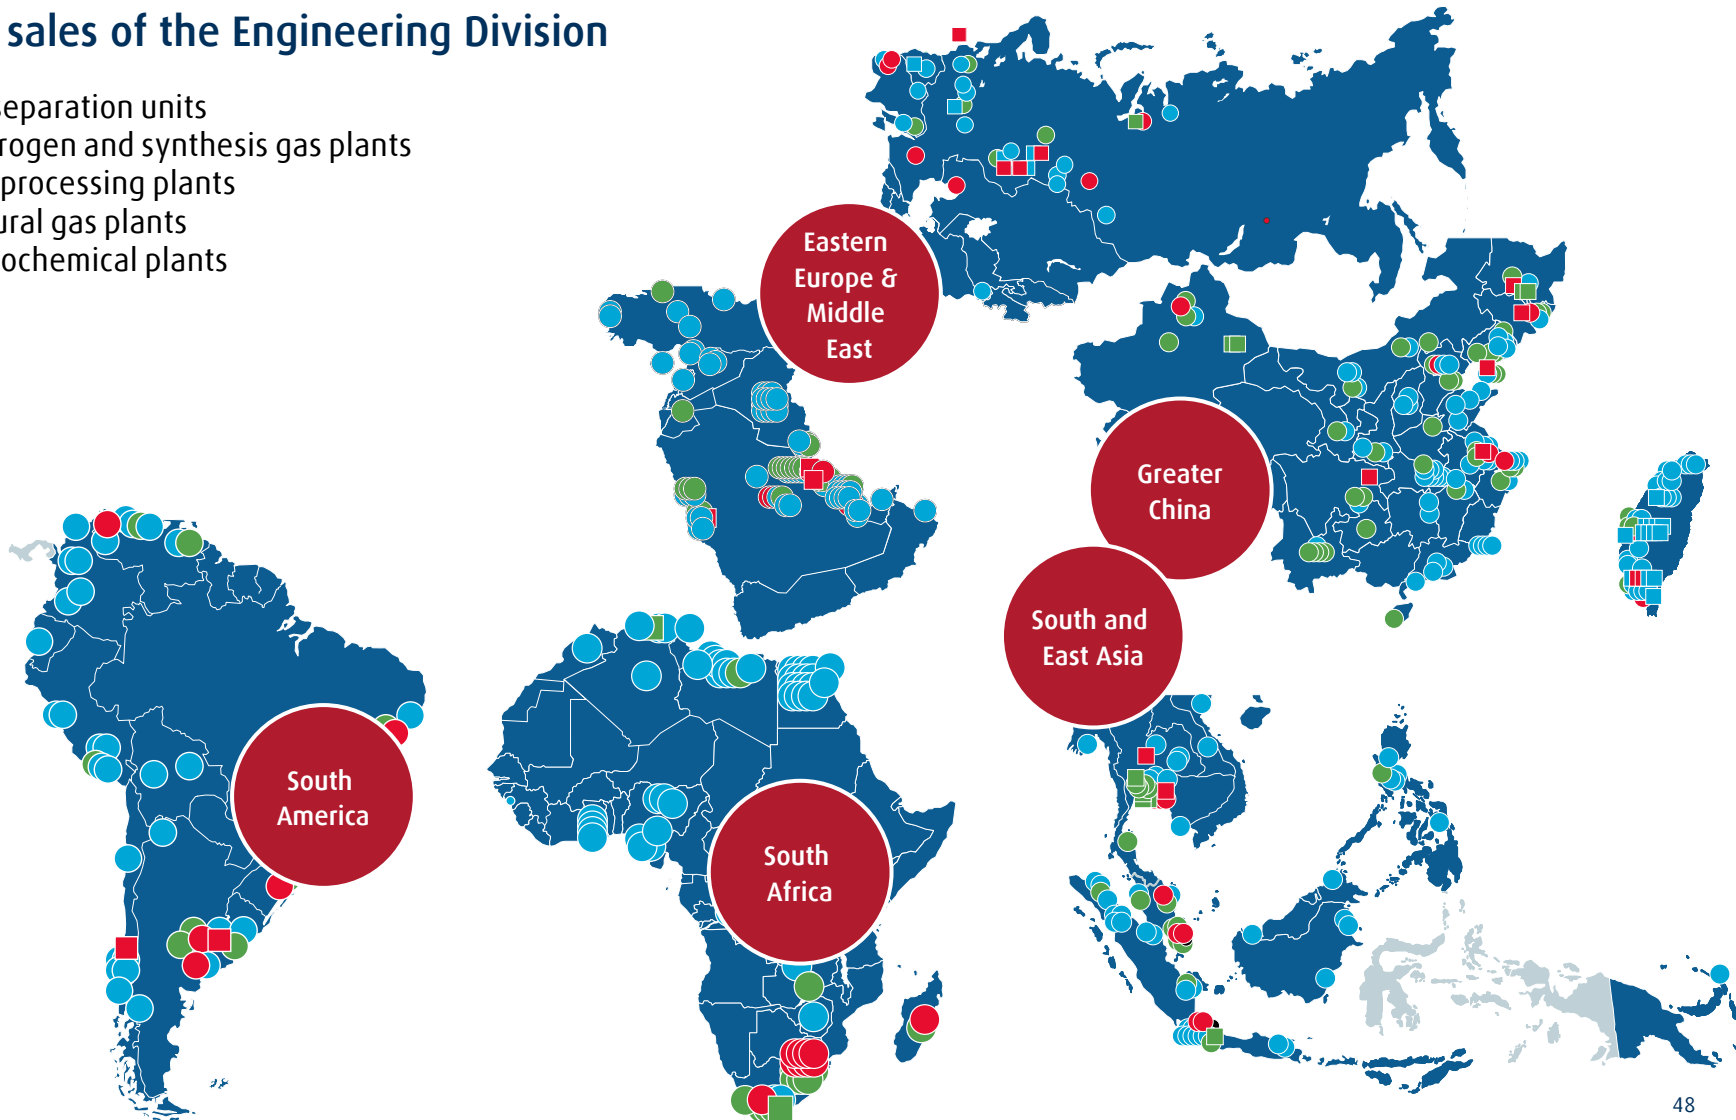 sales of the Engineering Division
separation units
rogen and synthesis gas plants
processing plants
ural gas plants
ochemical plants
Eastern
Europe &
Middle
East
Greater
China
South and
East Asia
South
America
South
Africa
48